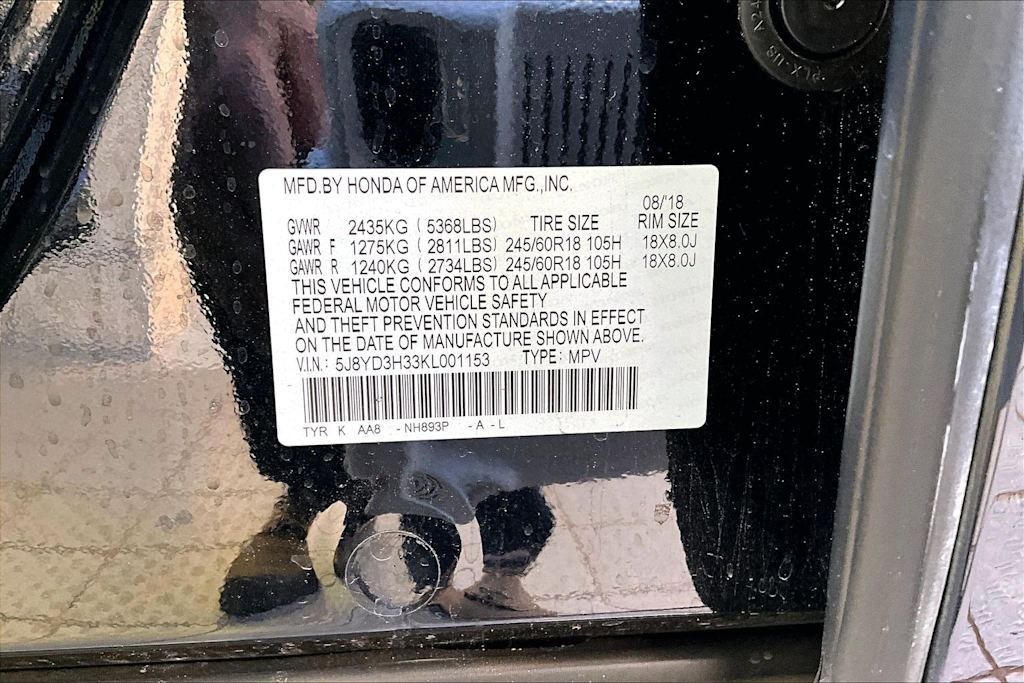 MFD.BY HONDA OF AMERICA MFG.,INC.
08/'18
GVWR 2435KG ( 5368LBS) TIRE SIZE RIM SIZE
GAWR F 1275KG ( 2811LBS) 245/60R18 105H 18X8.0J
GAWR R 1240KG ( 2734LBS) 245/60R18 105H 18X8.0J
THIS VEHICLE CONFORMS TO ALL APPLICABLE
FEDERAL MOTOR VEHICLE SAFETY
AND THEFT PREVENTION STANDARDS IN EFFECT
ON THE DATE OF MANUFACTURE SHOWN ABOVE.
V.I.N.: 5J8YD3H33KL001153 TYPE: MPV
TYR K AA8 -NH893P -A-L